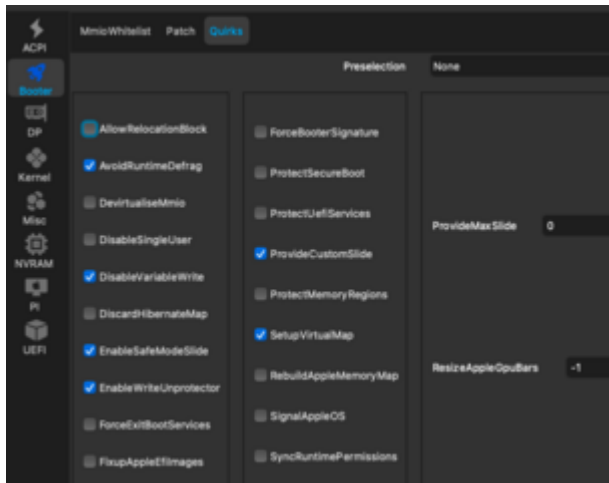 MmioWhitelist Patch Quirks
Preselection None
ACPI
Booter
DP
Kernel
Misc
NVRAM
PI
UEFI
AllowRelocationBlock
AvoidRuntimeDefrag
DevirtualiseMmio
DisableSingleUser
DisableVariableWrite
DiscardHibernateMap
EnableSafeModeSlide
EnableWriteUnprotector
ForceExitBootServices
FixupAppleEfiImages
ForceBooterSignature
ProtectSecureBoot
ProtectUefiServices
ProvideCustomSlide
ProtectMemoryRegions
SetupVirtualMap
RebuildAppleMemoryMap
SignalAppleOS
SyncRuntimePermissions
ProvideMaxSlide 0
ResizeAppleGpuBars -1